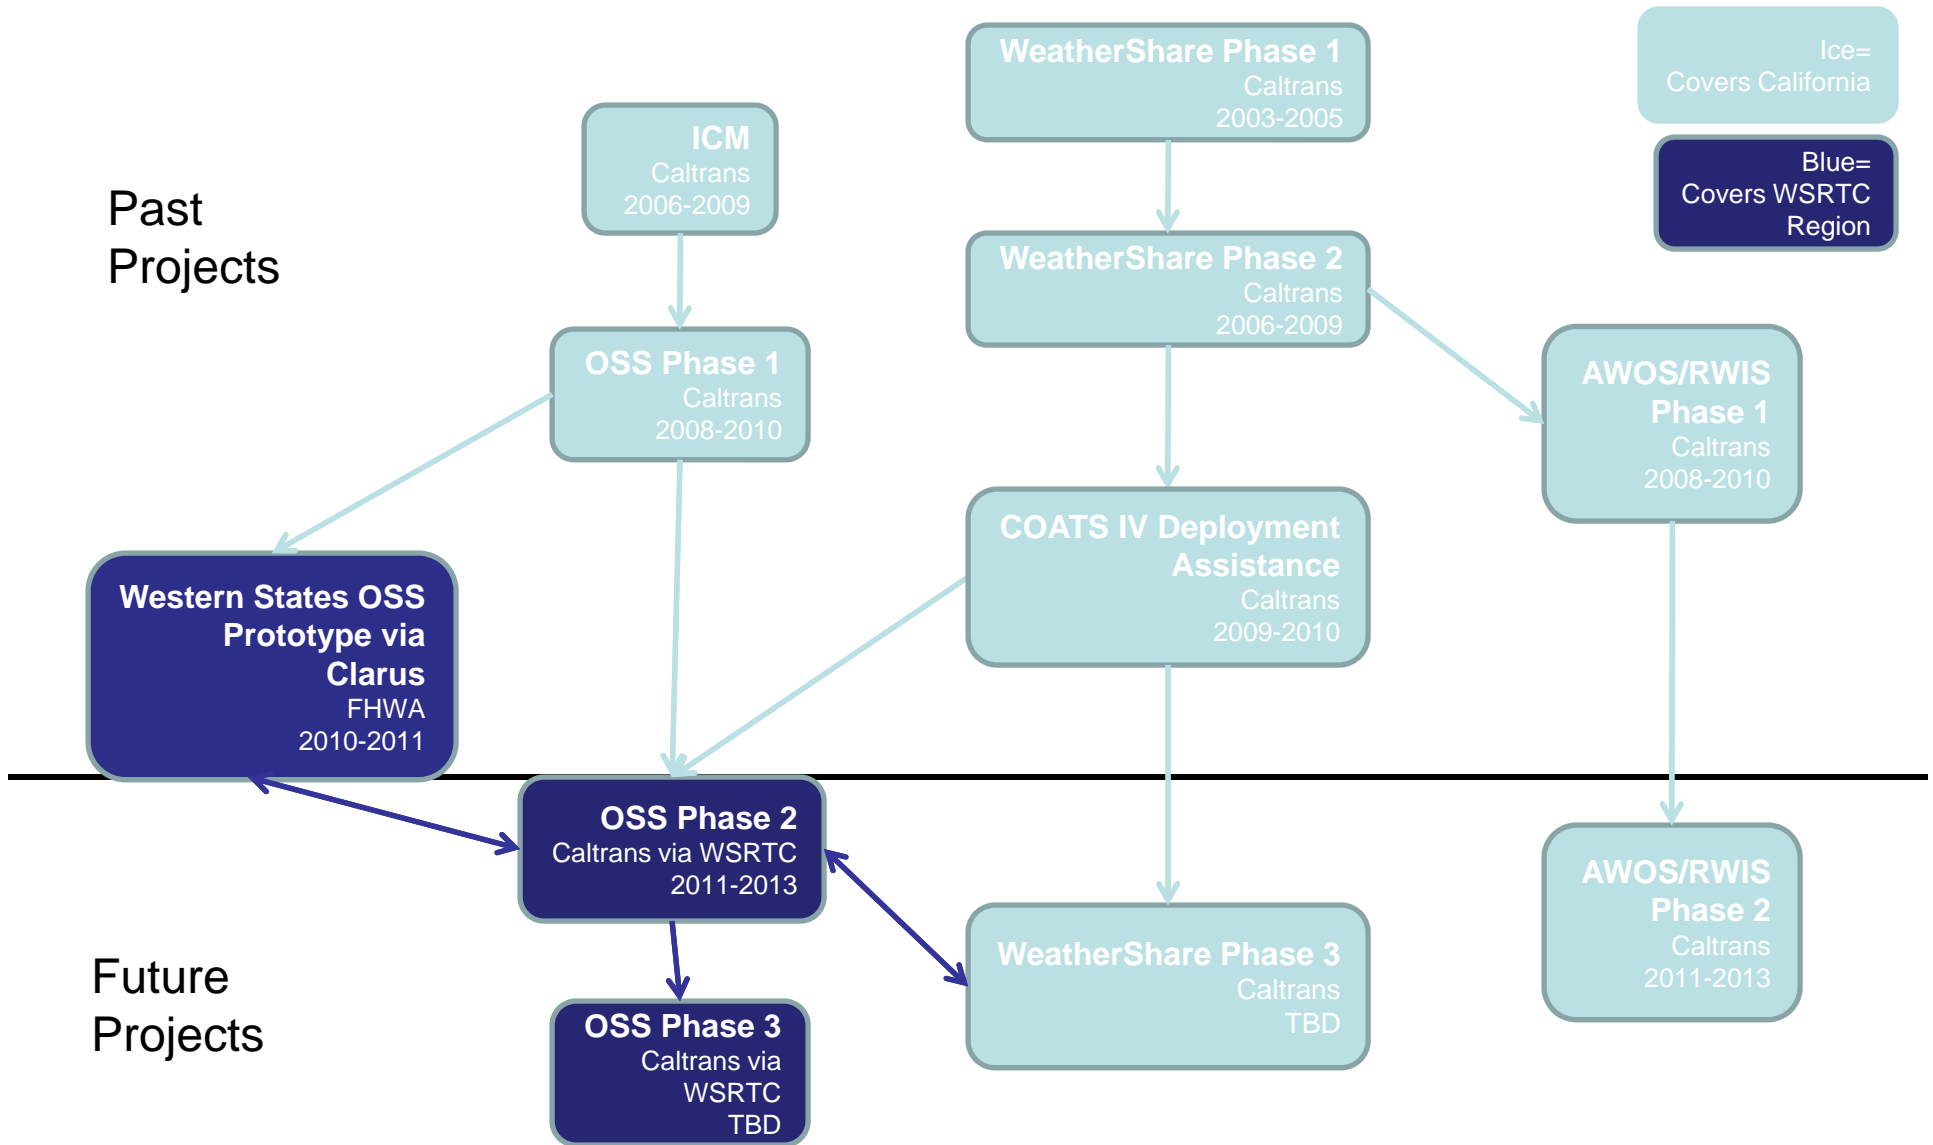 WeatherShare Phase 1
Caltrans
2003-2005
Ice=
Covers California
ICM
Caltrans
2006-2009
Blue=
Covers WSRTC
Region
Past
Projects
WeatherShare Phase 2
Caltrans
2006-2009
OSS Phase 1
Caltrans
2008-2010
AWOS/RWIS
Phase 1
Caltrans
2008-2010
COATS IV Deployment
Assistance
Caltrans
2009-2010
Western States OSS
Prototype via
Clarus
FHWA
2010-2011
OSS Phase 2
Caltrans via WSRTC
2011-2013
AWOS/RWIS
Phase 2
Caltrans
2011-2013
WeatherShare Phase 3
Caltrans
TBD
Future
Projects
OSS Phase 3
Caltrans via
WSRTC
TBD